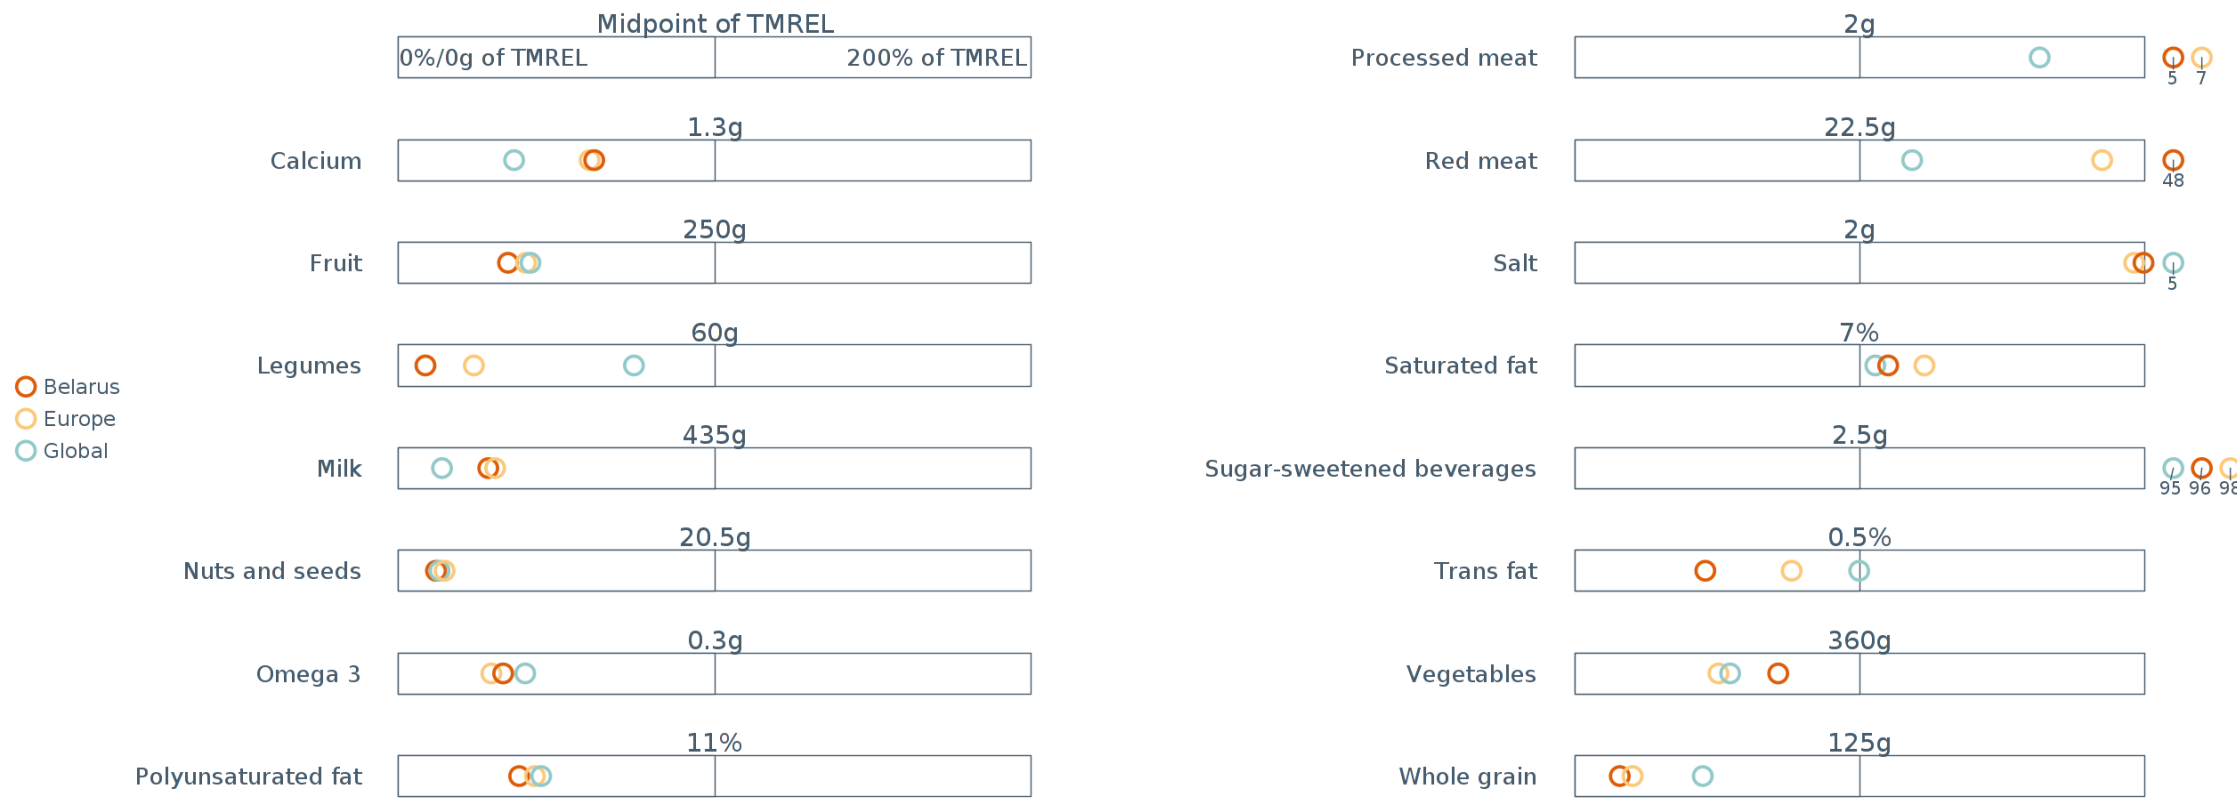 Midpoint of TMREL
0%/0g of TMREL
200% of TMREL
1.3g
Calcium
250g
Fruit
60g
Legumes
Belarus
Europe
Global
435g
Milk
20.5g
Nuts and seeds
0.3g
Omega 3
11%
Polyunsaturated fat
2g
Processed meat
5 7
22.5g
Red meat
48
2g
Salt
5
7%
Saturated fat
2.5g
Sugar-sweetened beverages
95 96 98
0.5%
Trans fat
360g
Vegetables
125g
Whole grain